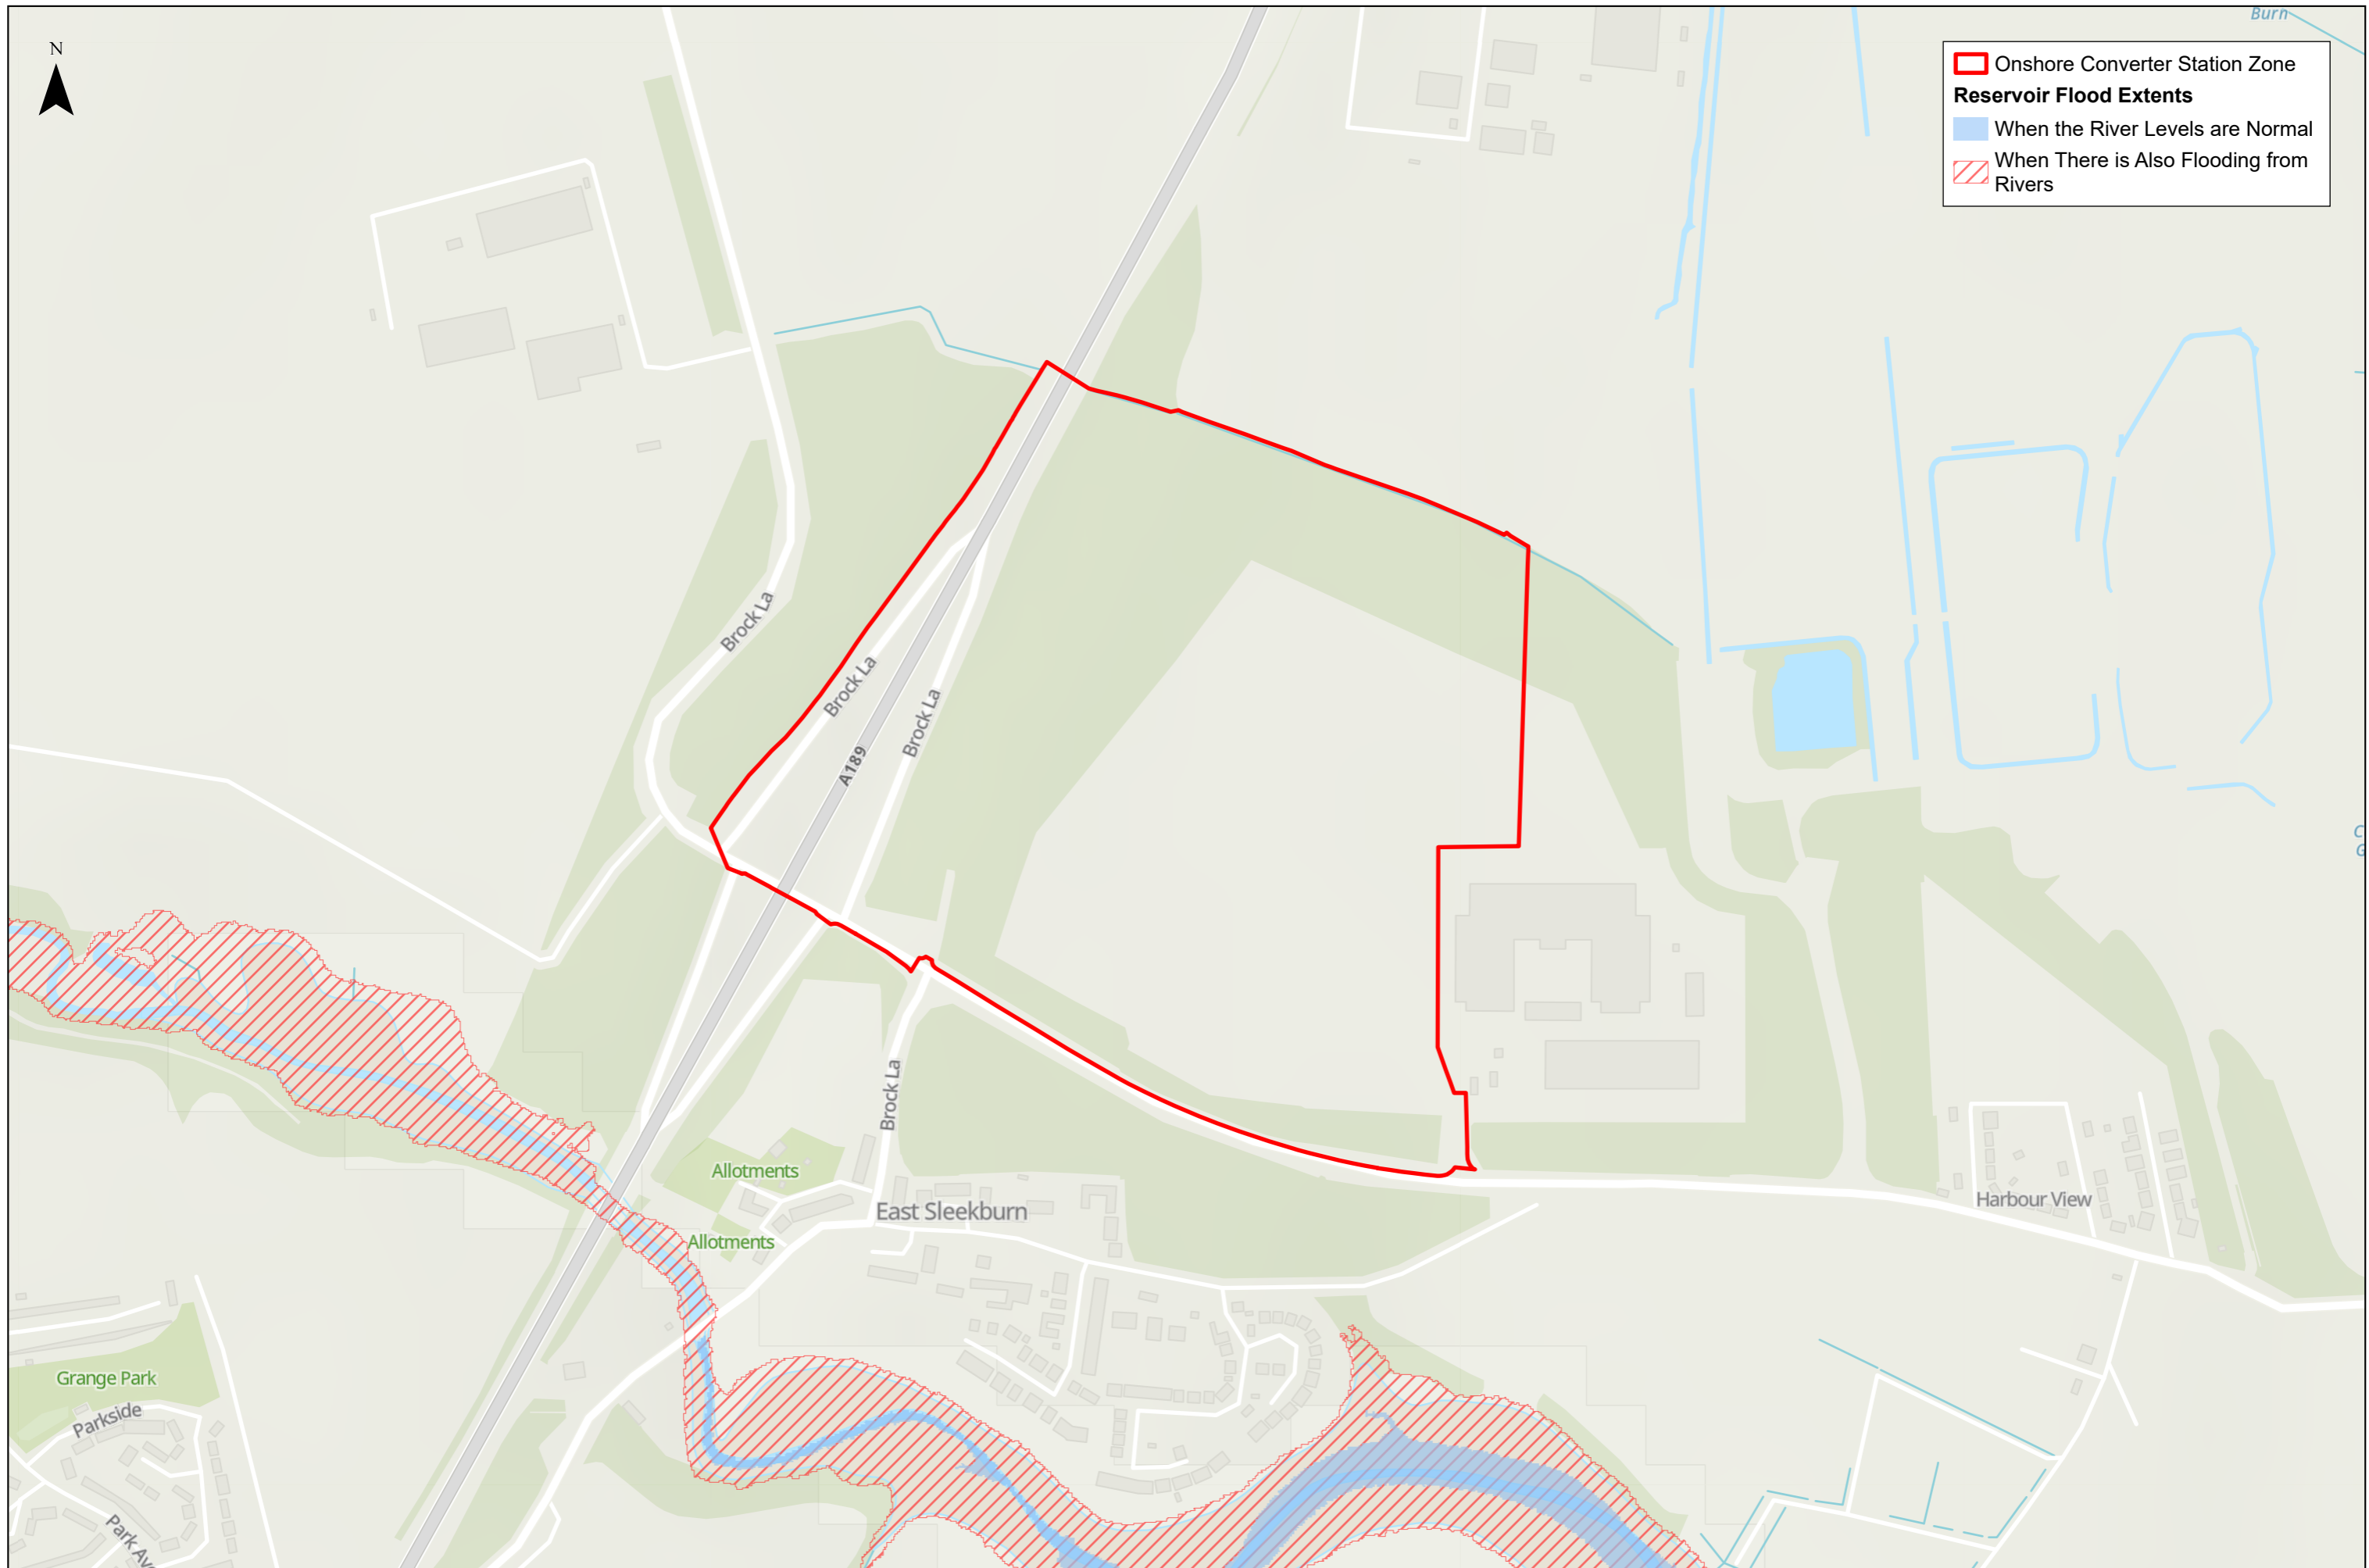 Burn
N
Onshore Converter Station Zone
Reservoir Flood Extents
When the River Levels are Normal
When There is Also Flooding from
Rivers
Brock La
Brock La
Brock La
A189
C
G
Brock La
Allotments
East Sleekburn
Harbour View
Allotments
Grange Park
Parkside
Park Av